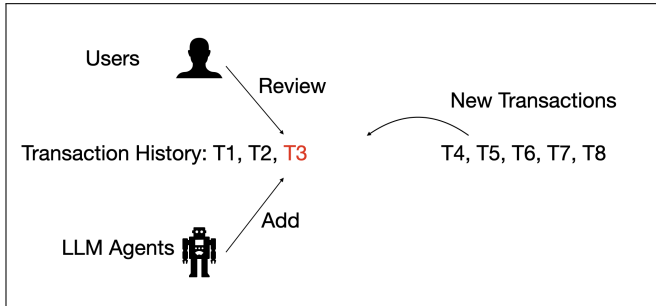 Users
Review
New Transactions
Transaction History: T1, T2, T3
T4, T5, T6, T7, T8
Add
LLM Agents